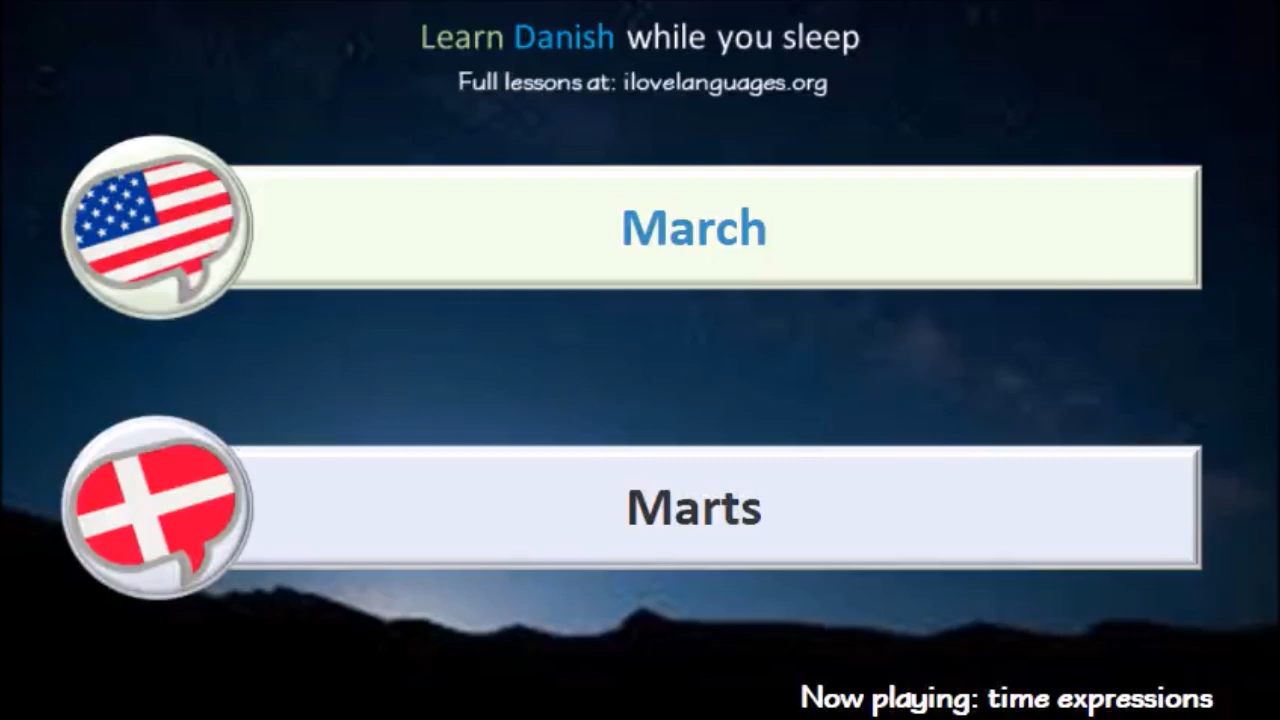 Learn Danish while you sleep
Full lessons at: ilovelanguages.org
March
Marts
Now playing: time expressions